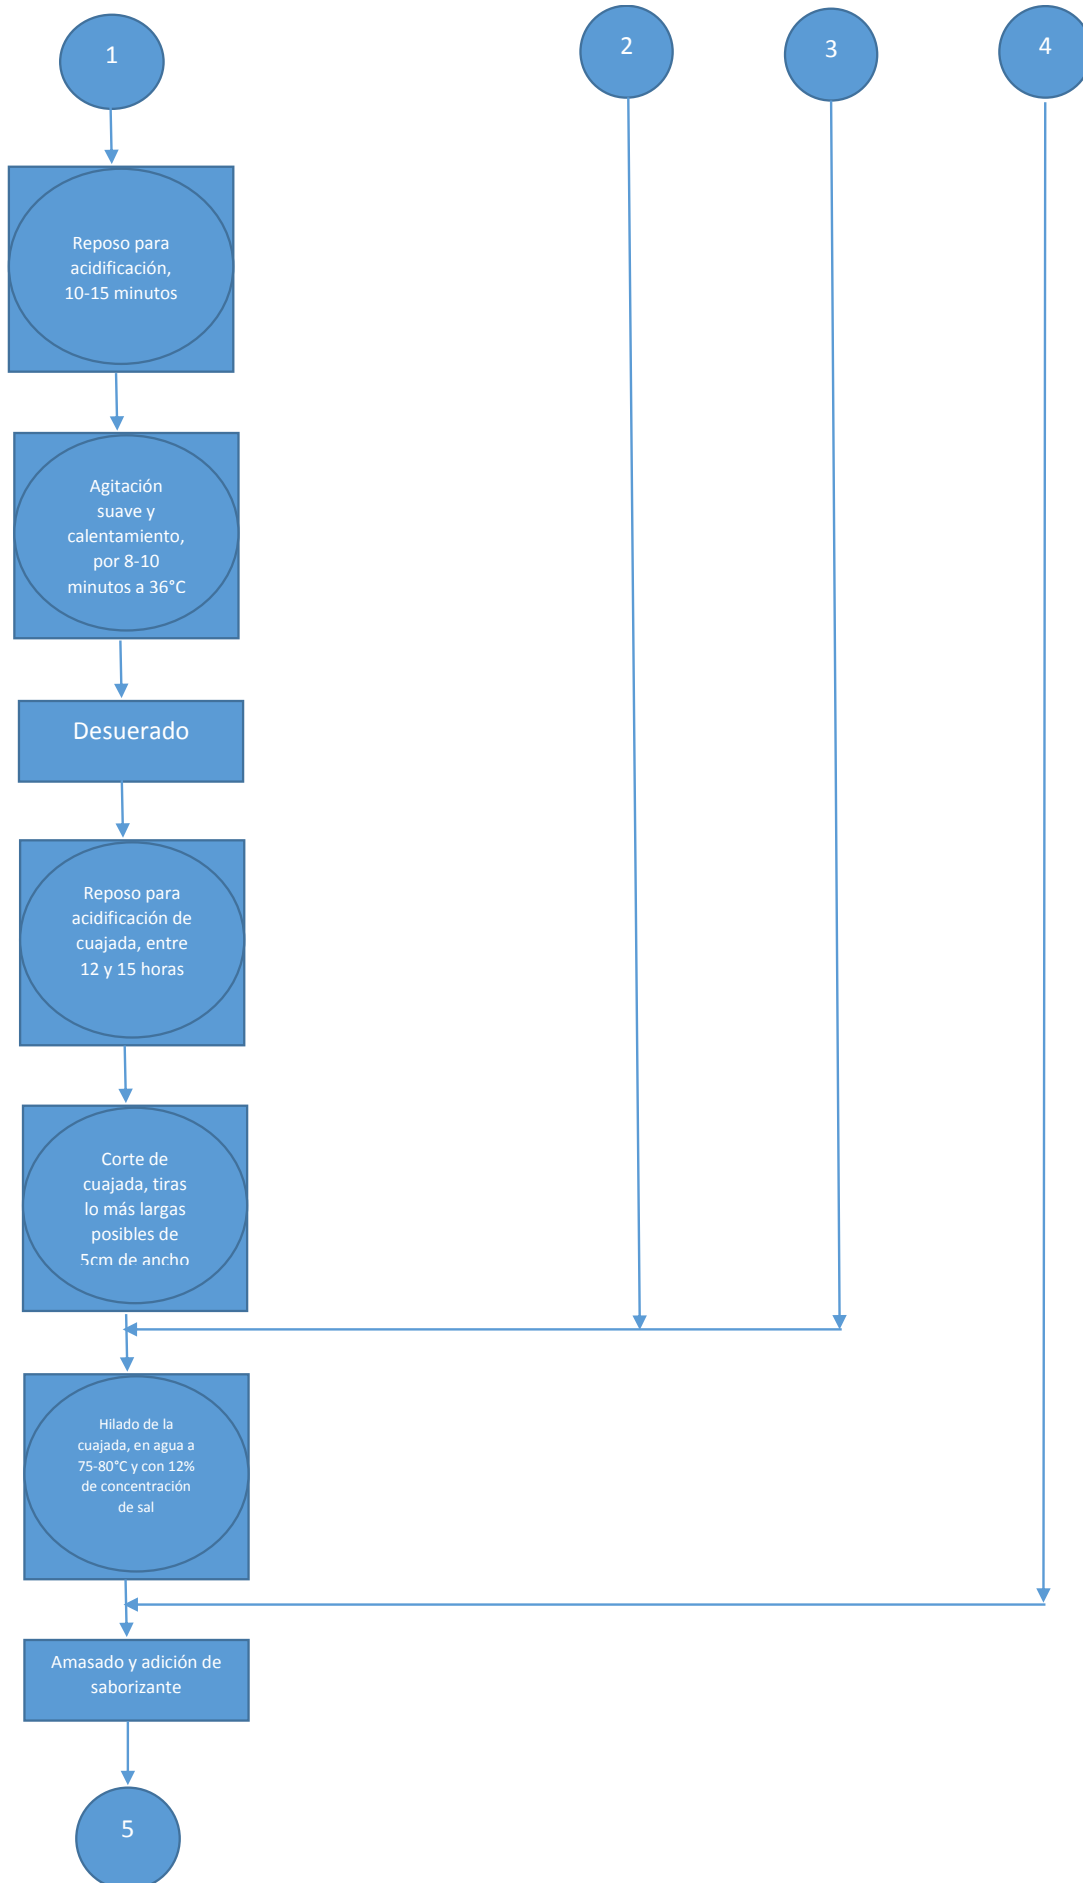 1
2
3
4
Reposo para
acidificación,
10-15 minutos
Agitación
suave y
calentamiento,
por 8-10
minutos a 36°C
Desuerado
Reposo para
acidificación de
cuajada, entre
12 y 15 horas
Corte de
cuajada, tiras
lo más largas
posibles de
5cm de ancho
Hilado de la
cuajada, en agua a
75-80°C y con 12%
de concentración
de sal
Amasado y adición de
saborizante
5